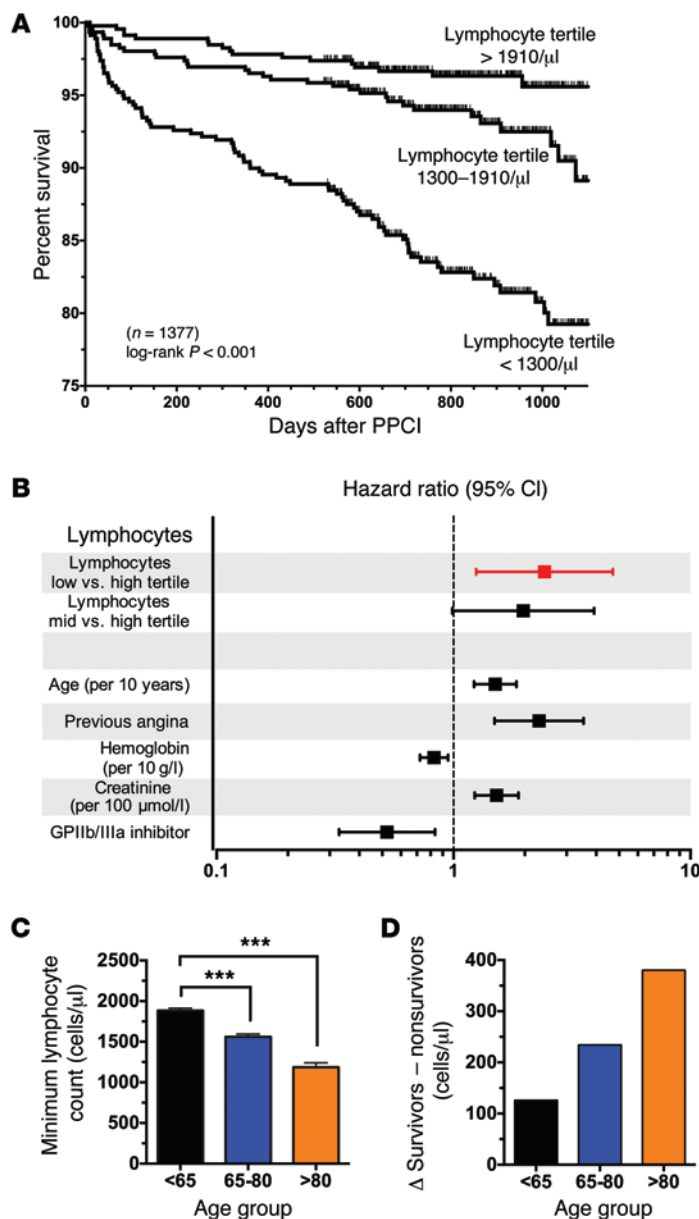 A
100
95
90
85
80
75
Percent survival
Lymphocyte tertile
> 1910/µl
Lymphocyte tertile
1300–1910/µl
Lymphocyte tertile
< 1300/µl
(n = 1377)
log-rank P < 0.001
0 200 400 600 800 1000
Days after PPCI
B
Hazard ratio (95% CI)
Lymphocytes
Lymphocytes
low vs. high tertile
Lymphocytes
mid vs. high tertile
Age (per 10 years)
Previous angina
Hemoglobin
(per 10 g/l)
Creatinine
(per 100 µmol/l)
GPIIb/IIIa inhibitor
0.1 1 10
C
Minimum lymphocyte
count (cells/µl)
2500
2000
1500
1000
500
0
***
***
<65 65-80 >80
Age group
D
Δ Survivors – nonsurvivors
(cells/µl)
400
300
200
100
0
<65 65-80 >80
Age group